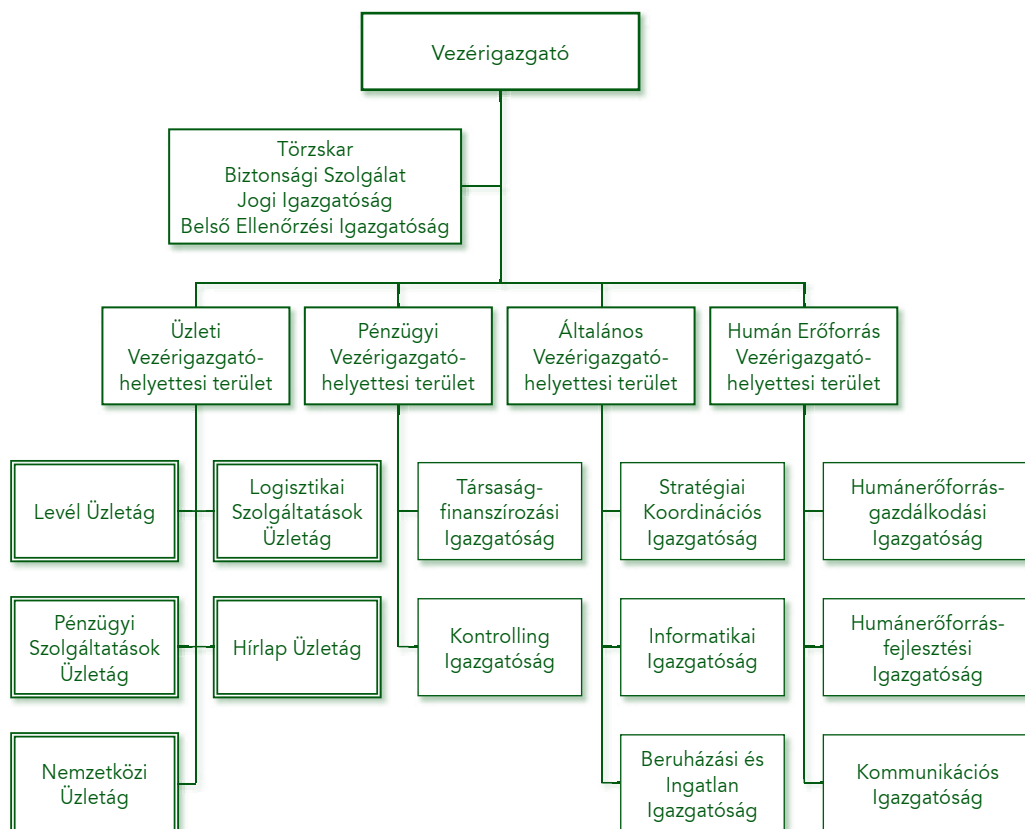 Vezérigazgató
Törzskar
Biztonsági Szolgálat
Jogi Igazgatóság
Belső Ellenőrzési Igazgatóság
Üzleti
Vezérigazgató-
helyettesi terület
Pénzügyi
Vezérigazgató-
helyettesi terület
Általános
Vezérigazgató-
helyettesi terület
Humán Erőforrás
Vezérigazgató-
helyettesi terület
Levél Üzletág
Logisztikai
Szolgáltatások
Üzletág
Társaság-
finanszírozási
Igazgatóság
Stratégiai
Koordinációs
Igazgatóság
Humánerőforrás-
gazdálkodási
Igazgatóság
Pénzügyi
Szolgáltatások
Üzletág
Hírlap Üzletág
Kontrolling
Igazgatóság
Informatikai
Igazgatóság
Humánerőforrás-
fejlesztési
Igazgatóság
Nemzetközi
Üzletág
Beruházási és
Ingatlan
Igazgatóság
Kommunikációs
Igazgatóság